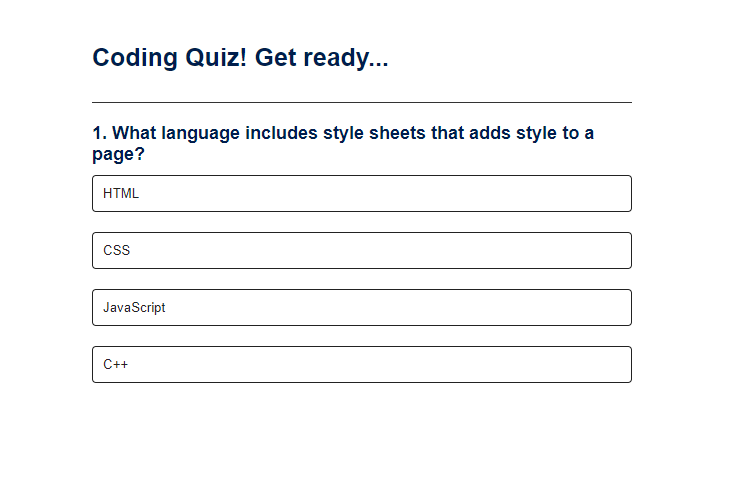 Coding Quiz! Get ready...
1. What language includes style sheets that adds style to a
page?
HTML
CSS
JavaScript
C++